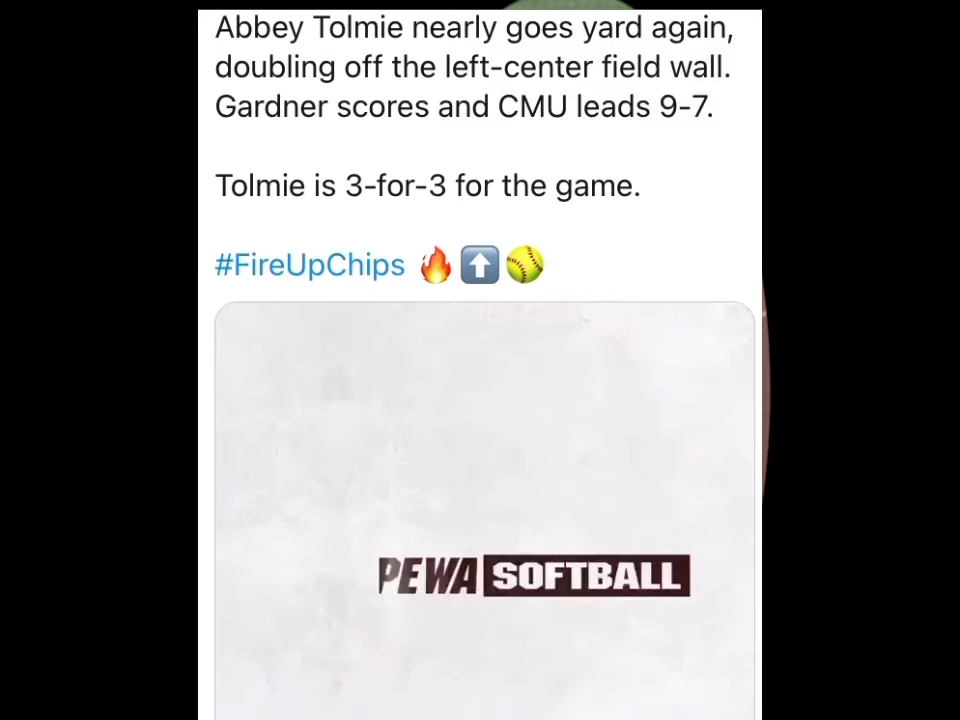 Abbey Tolmie nearly goes yard again,
doubling off the left-center field wall.
Gardner scores and CMU leads 9-7.
Tolmie is 3-for-3 for the game.
#FireUpChips 🔥⬆️🥎
PEWA SOFTBALL